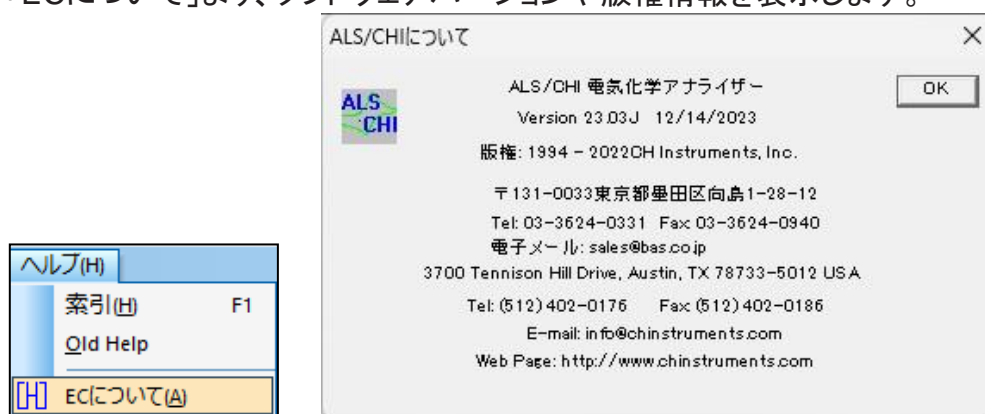 「ECについて」より、ソフトウェアバージョンや版権情報を表示します。
ALS/CHIについて
ALS
CHI
ALS/CHI 電気化学アナライザー
OK
Version 23.03J 12/14/2023
版権: 1994 - 2022CH Instruments, Inc.
〒131-0033東京都墨田区向島1-28-12
Tel: 03-3624-0331 Fax: 03-3624-0940
電子メール: sales@bas.co.jp
3700 Tennison Hill Drive, Austin, TX 78733-5012 USA
Tel: (512) 402-0176 Fax: (512) 402-0186
E-mail: info@chinstruments.com
Web Page: http://www.chinstruments.com
ヘルプ(H)
索引(H) F1
Old Help
[H] ECについて(A)